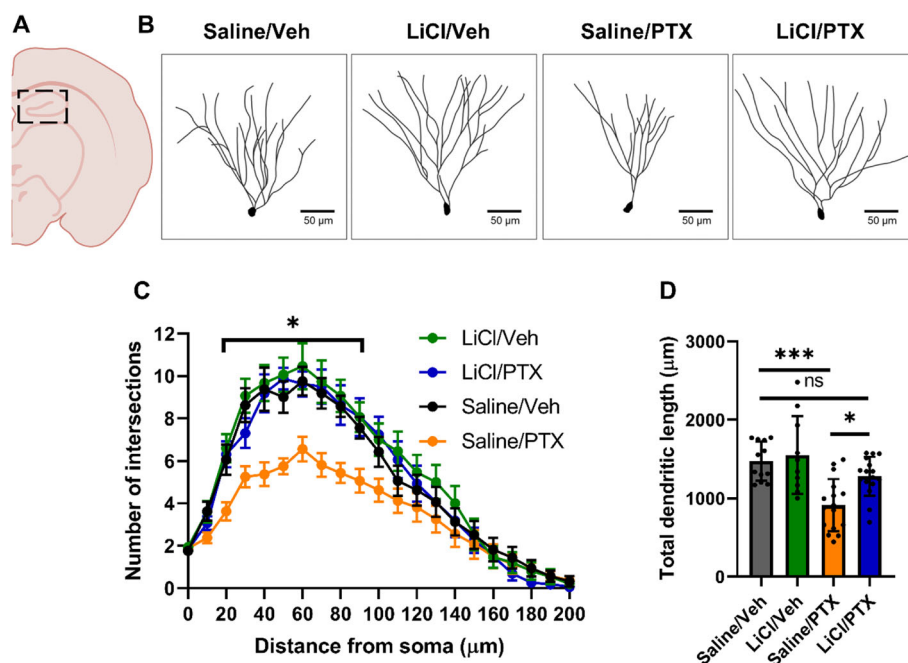 A
B
Saline/Veh
LiCl/Veh
Saline/PTX
LiCl/PTX
50 μm
50 μm
50 μm
50 μm
C
Number of intersections
12
10
8
6
4
2
0
*
LiCl/Veh
LiCl/PTX
Saline/Veh
Saline/PTX
0
20
40
60
80
100
120
140
160
180
200
Distance from soma (μm)
D
Total dendritic length (μm)
3000
2000
1000
0
***
ns
*
Saline/Veh
LiCl/Veh
Saline/PTX
LiCl/PTX